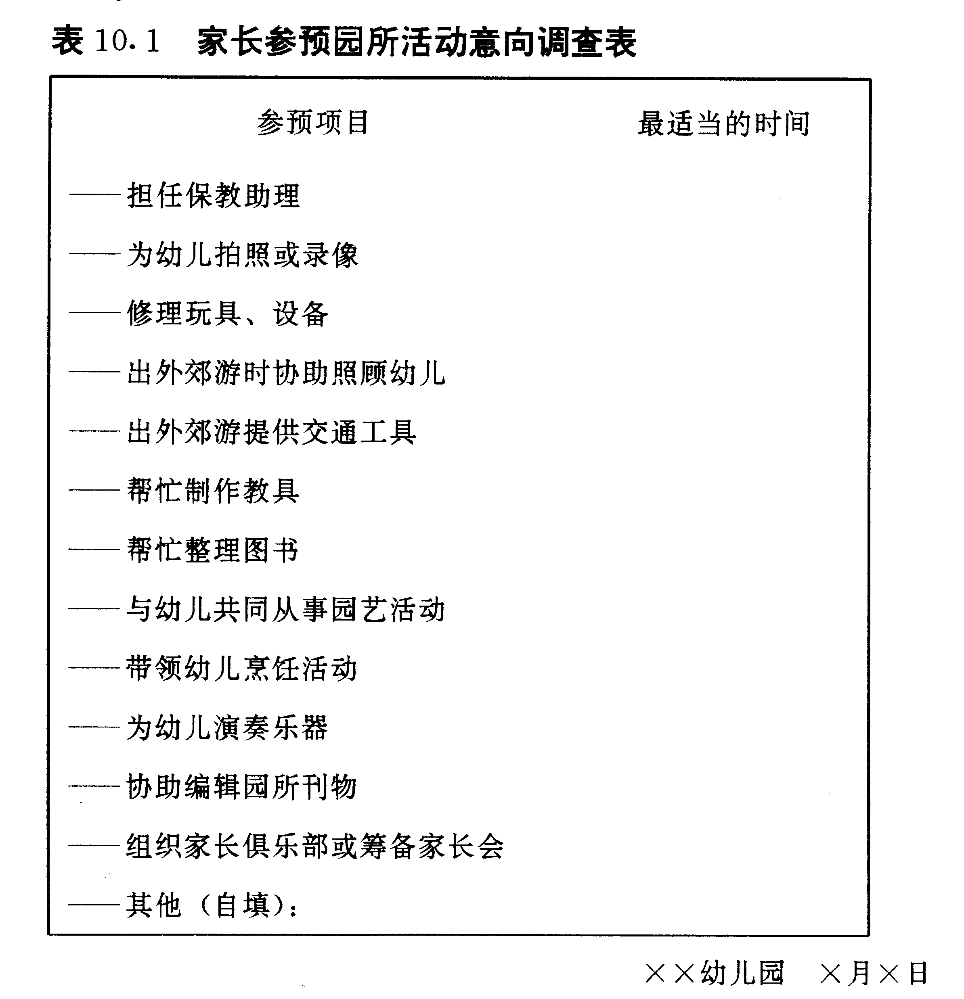 表 10.1 家长参预园所活动意向调查表
参预项目 最适当的时间
——担任保教助理
——为幼儿拍照或录像
——修理玩具、设备
——出外郊游时协助照顾幼儿
——出外郊游提供交通工具
——帮忙制作教具
——帮忙整理图书
——与幼儿共同从事园艺活动
——带领幼儿烹饪活动
——为幼儿演奏乐器
——协助编辑园所刊物
——组织家长俱乐部或筹备家长会
——其他（自填）：
××幼儿园 ×月×日